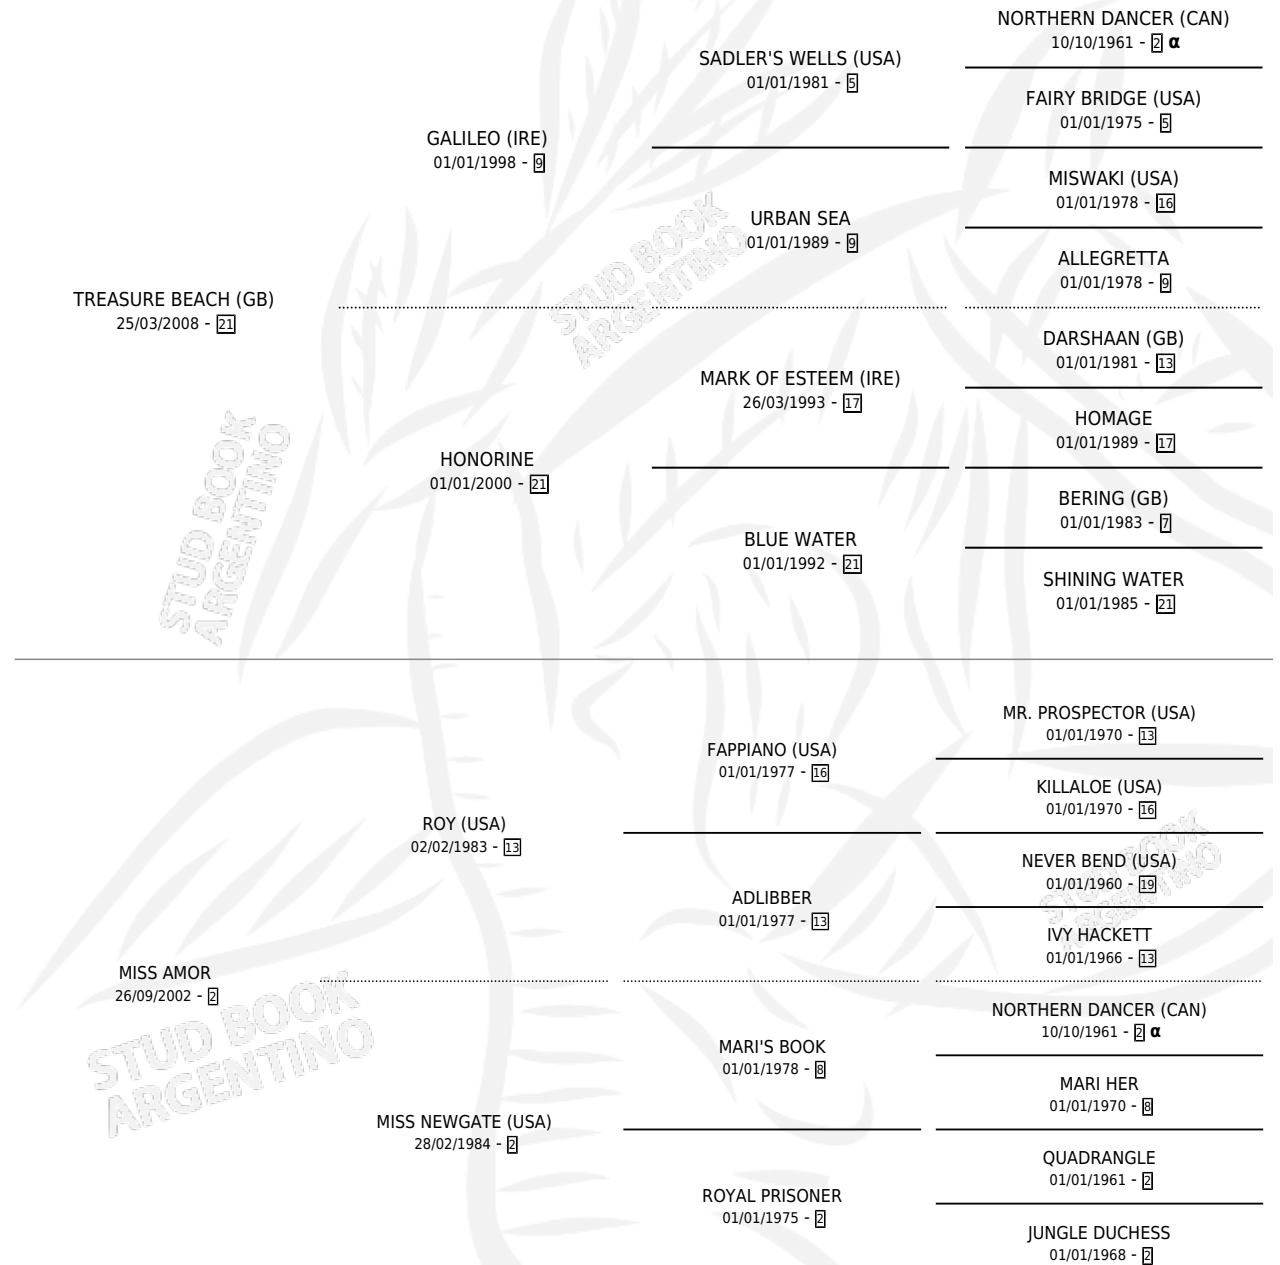 NORTHERN DANCER (CAN)
10/10/1961 - 2 α
SADLER'S WELLS (USA)
01/01/1981 - 5
FAIRY BRIDGE (USA)
01/01/1975 - 5
GALILEO (IRE)
01/01/1998 - 9
MISWAKI (USA)
01/01/1978 - 16
URBAN SEA
01/01/1989 - 9
ALLEGRETTA
01/01/1978 - 9
TREASURE BEACH (GB)
25/03/2008 - 21
DARSHAAN (GB)
01/01/1981 - 13
MARK OF ESTEEM (IRE)
26/03/1993 - 17
HOMAGE
01/01/1989 - 17
HONORINE
01/01/2000 - 21
BERING (GB)
01/01/1983 - 7
BLUE WATER
01/01/1992 - 21
SHINING WATER
01/01/1985 - 21
MR. PROSPECTOR (USA)
01/01/1970 - 13
FAPPIANO (USA)
01/01/1977 - 16
KILLALOE (USA)
01/01/1970 - 16
ROY (USA)
02/02/1983 - 13
NEVER BEND (USA)
01/01/1960 - 19
ADLIBBER
01/01/1977 - 13
IVY HACKETT
01/01/1966 - 13
MISS AMOR
26/09/2002 - 2
NORTHERN DANCER (CAN)
10/10/1961 - 2 α
MARI'S BOOK
01/01/1978 - 8
MARI HER
01/01/1970 - 8
MISS NEWGATE (USA)
28/02/1984 - 2
QUADRANGLE
01/01/1961 - 2
ROYAL PRISONER
01/01/1975 - 2
JUNGLE DUCHESS
01/01/1968 - 2
STUD BOOK
ARGENTINO
STUD BOOK
ARGENTINO
STUD BOOK
ARGENTINO
STUD BOOK
ARGENTINO